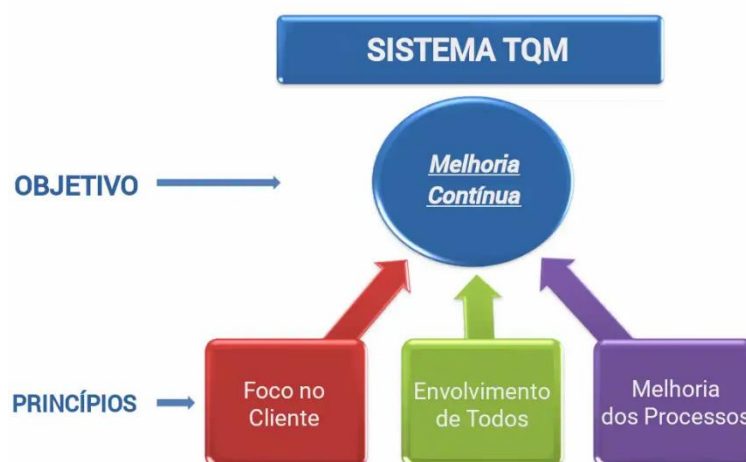 SISTEMA TQM
OBJETIVO
Melhoria
Contínua
PRINCÍPIOS
Foco no
Cliente
Envolvimento
de Todos
Melhoria
dos Processos